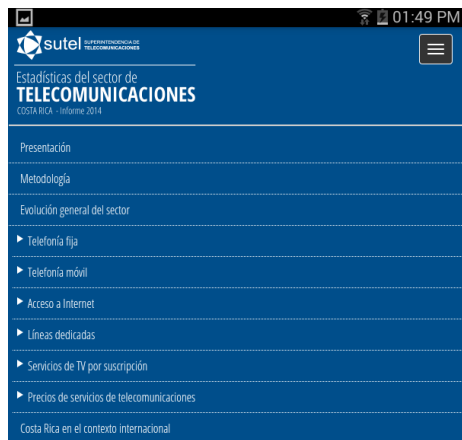 01:49 PM
sutel SUPERINTENDENCIA DE
TELECOMUNICACIONES
Estadísticas del sector de
TELECOMUNICACIONES
COSTA RICA - Informe 2014
Presentación
Metodología
Evolución general del sector
Telefonía fija
Telefonía móvil
Acceso a Internet
Líneas dedicadas
Servicios de TV por suscripción
Precios de servicios de telecomunicaciones
Costa Rica en el contexto internacional